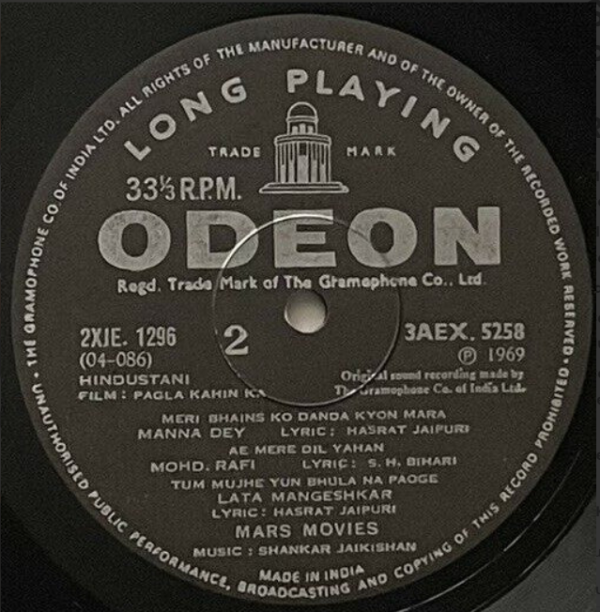 THE GRAMOPHONE CO. OF INDIA LTD. ALL RIGHTS OF THE MANUFACTURER AND OF THE OWNER OF THE RECORDED WORK RESERVED · UNAUTHORISED PUBLIC PERFORMANCE, BROADCASTING AND COPYING OF THIS RECORD PROHIBITED ·
LONG PLAYING
TRADE MARK
33⅓ R.P.M.
ODEON
Regd. Trade Mark of The Gramophone Co., Ltd.
2XJE. 1296 2 3AEX. 5258
(04-086) Ⓟ 1969
HINDUSTANI Original sound recording made by
FILM : PAGLA KAHIN KA The Gramophone Co. of India Ltd.
MERI BHAINS KO DANDA KYON MARA
MANNA DEY LYRIC : HASRAT JAIPURI
AE MERE DIL YAHAN
MOHD. RAFI LYRIC : S. H. BIHARI
TUM MUJHE YUN BHULA NA PAOGE
LATA MANGESHKAR
LYRIC : HASRAT JAIPURI
MARS MOVIES
MUSIC : SHANKAR JAIKISHAN
MADE IN INDIA